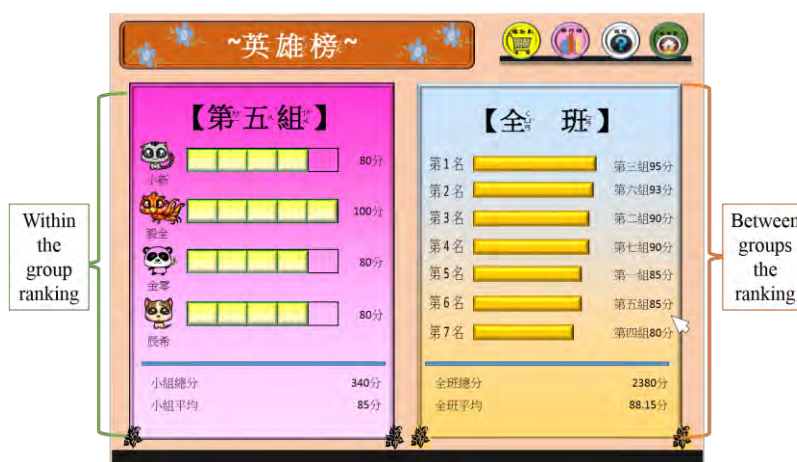 ~英雄榜~
Within
the
group
ranking
【第五組】
小新
80分
股全
100分
金零
80分
辰希
80分
小組總分 340分
小組平均 85分
【全 班】
第1名 第三組95分
第2名 第六組93分
第3名 第二組90分
第4名 第七組90分
第5名 第一組85分
第6名 第五組85分
第7名 第四組80分
全班總分 2380分
全班平均 88.15分
Between
groups
the
ranking